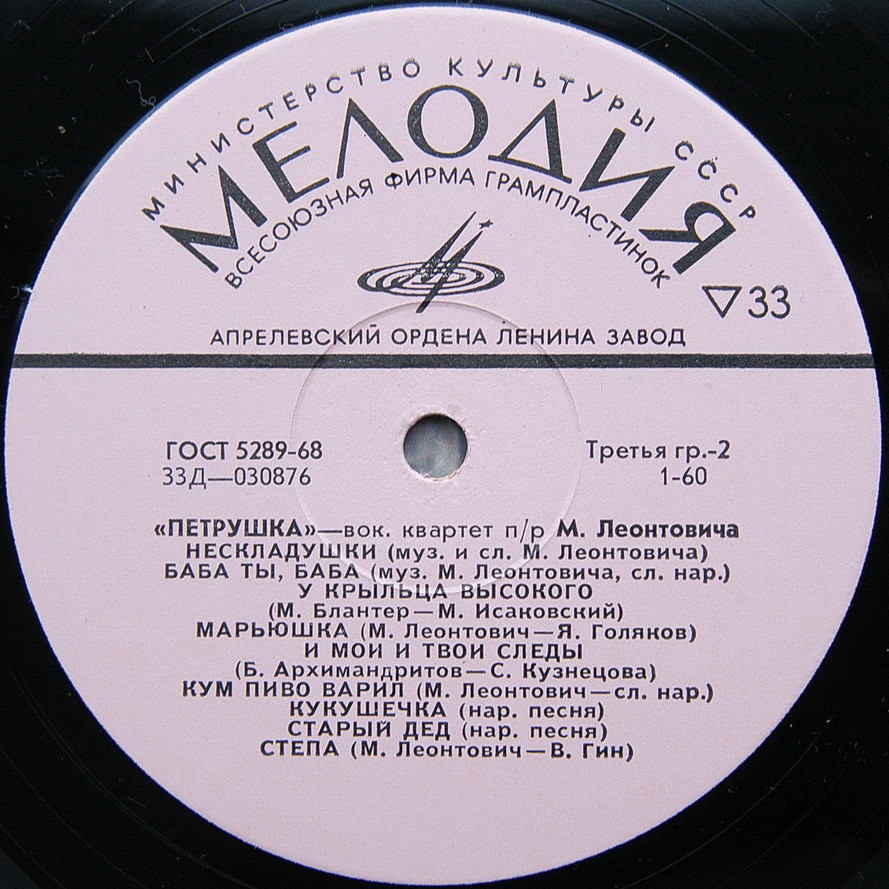 МИНИСТЕРСТВО КУЛЬТУРЫ СССР
МЕЛОДИЯ
ВСЕСОЮЗНАЯ ФИРМА ГРАМПЛАСТИНОК
▽33
АПРЕЛЕВСКИЙ ОРДЕНА ЛЕНИНА ЗАВОД
ГОСТ 5289-68
Третья гр.-2
33Д—030876
1-60
«ПЕТРУШКА»—вок. квартет п/р М. Леонтовича
НЕСКЛАДУШКИ (муз. и сл. М. Леонтовича)
БАБА ТЫ, БАБА (муз. М. Леонтовича, сл. нар.)
У КРЫЛЬЦА ВЫСОКОГО
(М. Блантер—М. Исаковский)
МАРЬЮШКА (М. Леонтович—Я. Голяков)
И МОИ И ТВОИ СЛЕДЫ
(Б. Архимандритов—С. Кузнецова)
КУМ ПИВО ВАРИЛ (М. Леонтович—сл. нар.)
КУКУШЕЧКА (нар. песня)
СТАРЫЙ ДЕД (нар. песня)
СТЕПА (М. Леонтович—В. Гин)